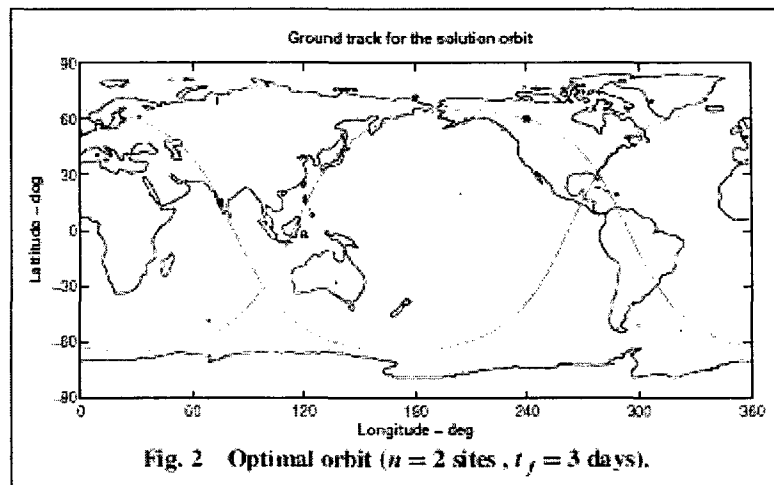 Ground track for the solution orbit
90
60
30
0
-30
-60
-90
Lattitude - deg
0 60 120 180 240 300 360
Longitude - deg
Fig. 2 Optimal orbit (n = 2 sites, t_f = 3 days).